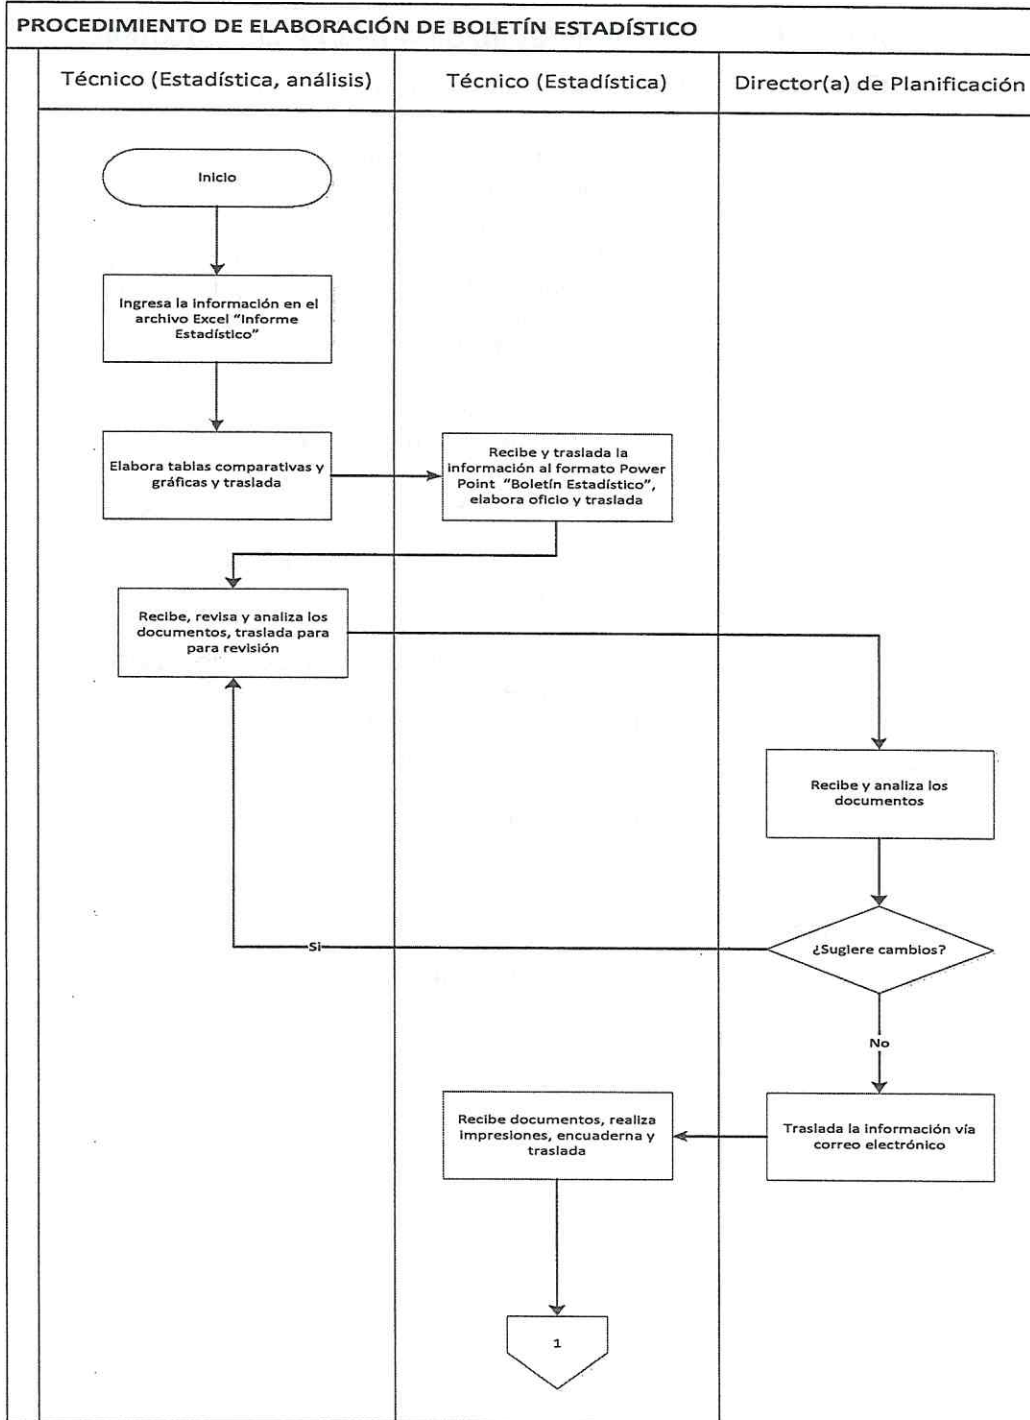 PROCEDIMIENTO DE ELABORACIÓN DE BOLETÍN ESTADÍSTICO
Técnico (Estadística, análisis)
Técnico (Estadística)
Director(a) de Planificación
Inicio
Ingresa la información en el
archivo Excel "Informe
Estadístico"
Elabora tablas comparativas y
gráficas y traslada
Recibe y traslada la
información al formato Power
Point "Boletín Estadístico",
elabora oficio y traslada
Recibe, revisa y analiza los
documentos, traslada para
para revisión
Recibe y analiza los
documentos
¿Sugiere cambios?
Si
No
Traslada la información vía
correo electrónico
Recibe documentos, realiza
impresiones, encuaderna y
traslada
1